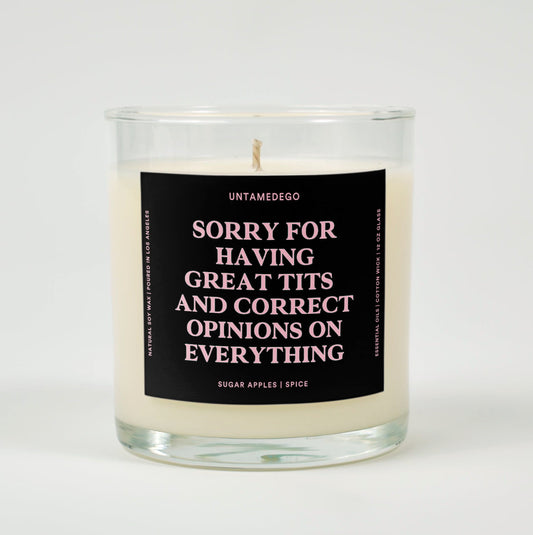 UNTAMEDEGO
SORRY FOR
HAVING
GREAT TITS
AND CORRECT
OPINIONS ON
EVERYTHING
SUGAR APPLES | SPICE
NATURAL SOY WAX | POURED IN LOS ANGELES
ESSENTIAL OILS | COTTON WICK | 12 OZ GLASS